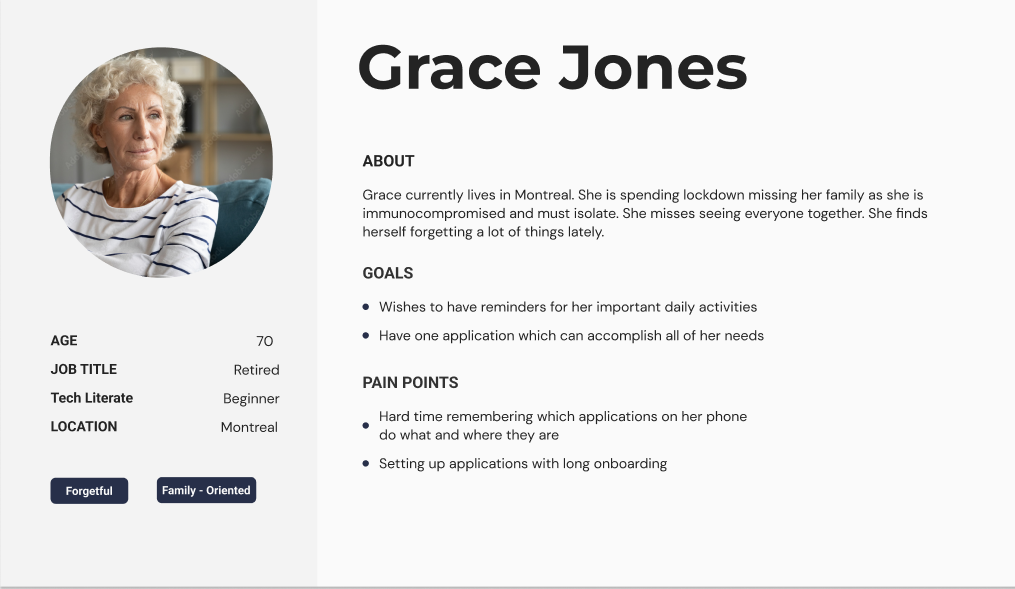 Grace Jones
ABOUT
Grace currently lives in Montreal. She is spending lockdown missing her family as she is
immunocompromised and must isolate. She misses seeing everyone together. She finds
herself forgetting a lot of things lately.
GOALS
Wishes to have reminders for her important daily activities
Have one application which can accomplish all of her needs
PAIN POINTS
Hard time remembering which applications on her phone
do what and where they are
Setting up applications with long onboarding
AGE 70
JOB TITLE Retired
Tech Literate Beginner
LOCATION Montreal
Forgetful
Family - Oriented